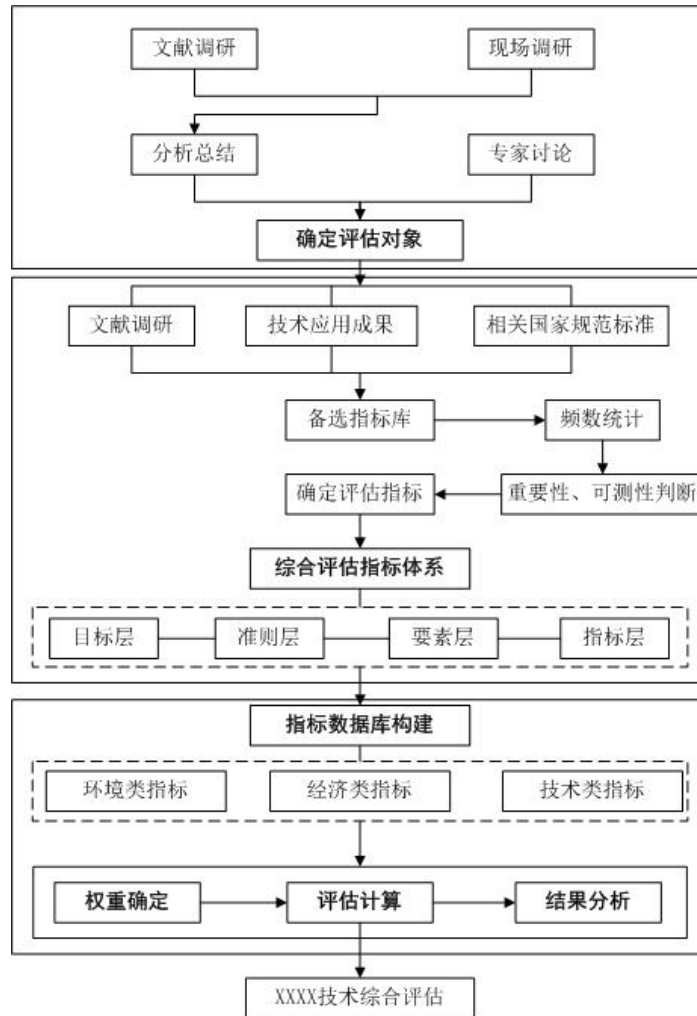 文献调研
现场调研
分析总结
专家讨论
确定评估对象
文献调研
技术应用成果
相关国家规范标准
备选指标库
频数统计
确定评估指标
重要性、可测性判断
综合评估指标体系
目标层
准则层
要素层
指标层
指标数据库构建
环境类指标
经济类指标
技术类指标
权重确定
评估计算
结果分析
XXXX技术综合评估